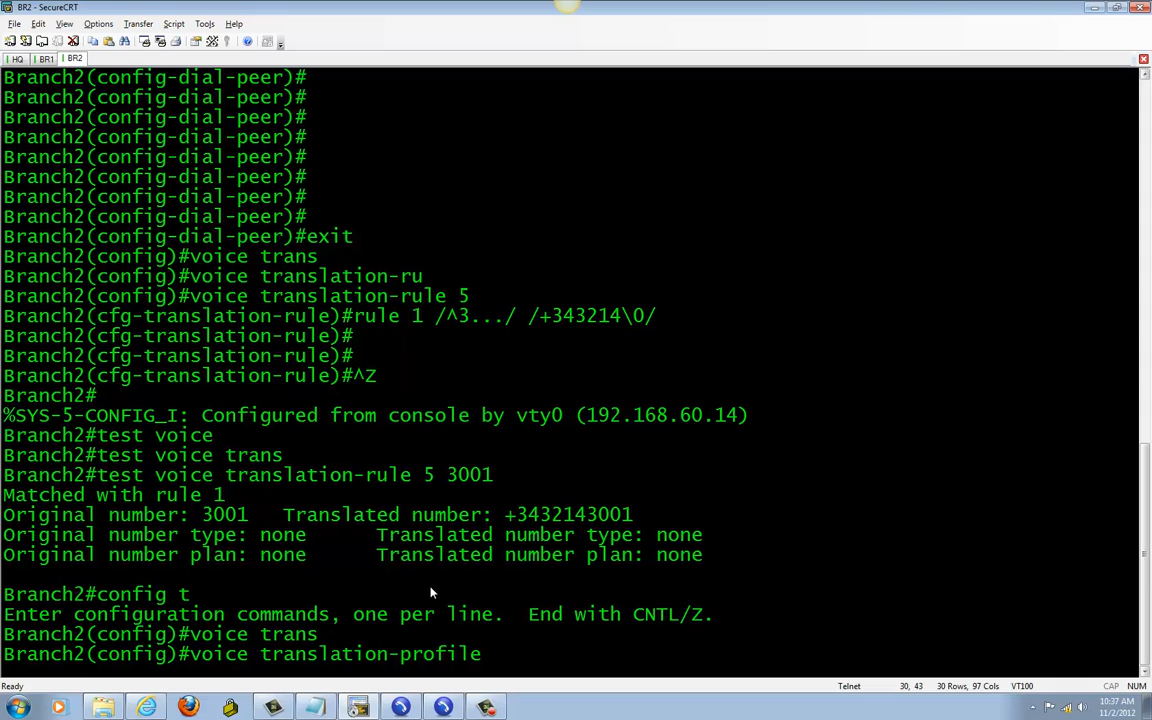 BR2 - SecureCRT
File Edit View Options Transfer Script Tools Help
HQ BR1 BR2
Branch2(config-dial-peer)#
Branch2(config-dial-peer)#
Branch2(config-dial-peer)#
Branch2(config-dial-peer)#
Branch2(config-dial-peer)#
Branch2(config-dial-peer)#
Branch2(config-dial-peer)#
Branch2(config-dial-peer)#
Branch2(config-dial-peer)#exit
Branch2(config)#voice trans
Branch2(config)#voice translation-ru
Branch2(config)#voice translation-rule 5
Branch2(cfg-translation-rule)#rule 1 /^3.../ /+343214\0/
Branch2(cfg-translation-rule)#
Branch2(cfg-translation-rule)#
Branch2(cfg-translation-rule)#^Z
Branch2#
%SYS-5-CONFIG_I: Configured from console by vty0 (192.168.60.14)
Branch2#test voice
Branch2#test voice trans
Branch2#test voice translation-rule 5 3001
Matched with rule 1
Original number: 3001 Translated number: +3432143001
Original number type: none Translated number type: none
Original number plan: none Translated number plan: none
Branch2#config t
Enter configuration commands, one per line. End with CNTL/Z.
Branch2(config)#voice trans
Branch2(config)#voice translation-profile
Ready Telnet 30, 43 30 Rows, 97 Cols VT100 CAP NUM
10:37 AM
11/2/2012